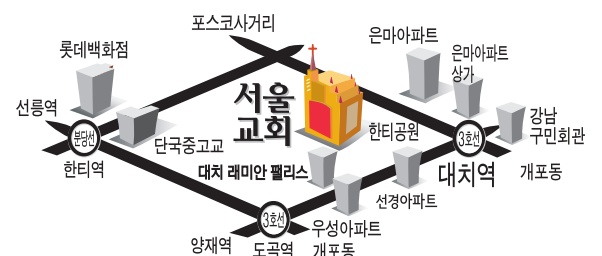 포스코사거리
롯데백화점
은마아파트
은마아파트
상가
선릉역
서울
교회
강남
구민회관
분당선
단국중고교
한티공원
3호선
한티역
대치 래미안 팰리스
대치역
개포동
선경아파트
3호선
우성아파트
양재역
도곡역
개포동